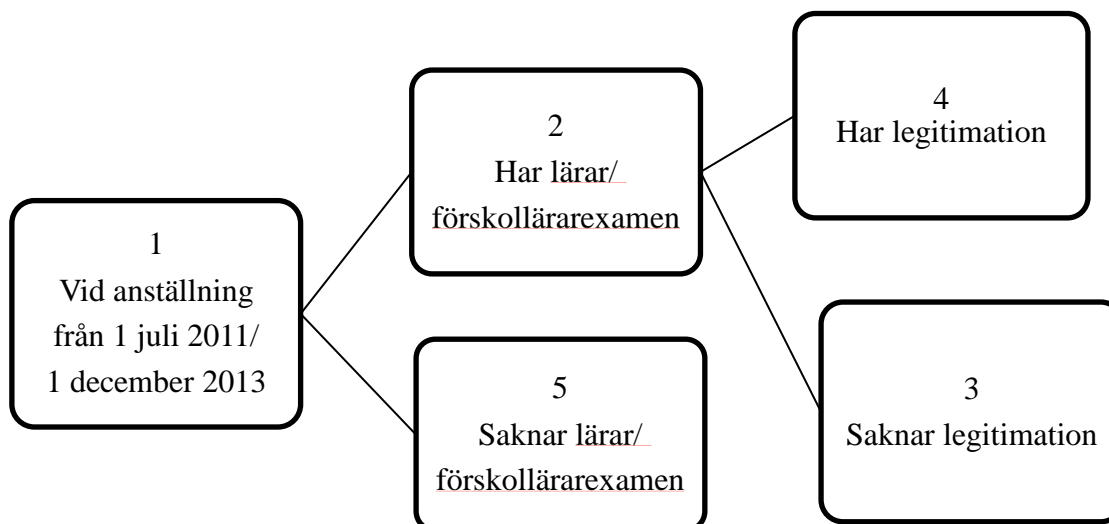 1
Vid anställning
från 1 juli 2011/
1 december 2013
2
Har lärar/
förskollärarexamen
5
Saknar lärar/
förskollärarexamen
4
Har legitimation
3
Saknar legitimation